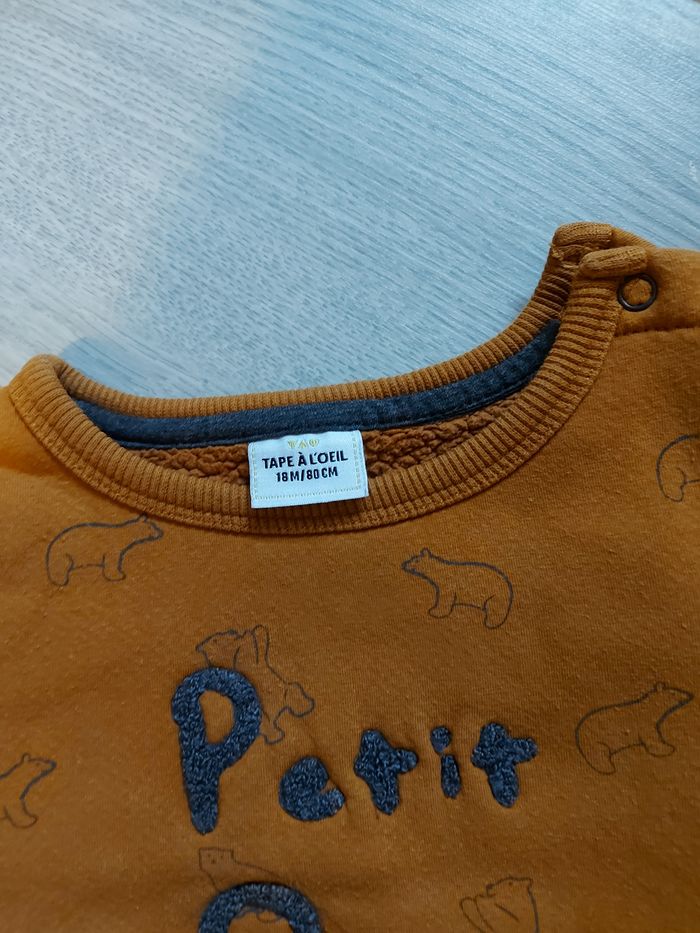 TAO
TAPE À L'OEIL
18M/80CM
Petit